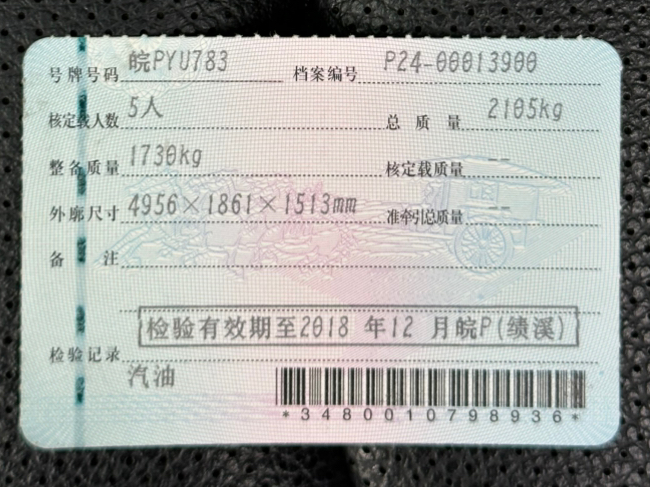 号牌号码 皖PYU783 档案编号 P24-00013900
核定载人数 5人 总质量 2105kg
整备质量 1730kg 核定载质量 --
外廓尺寸 4956×1861×1513mm 准牵引总质量 --
备注
检验记录 检验有效期至2018 年12 月皖P(绩溪)
汽油
*3480010798936*